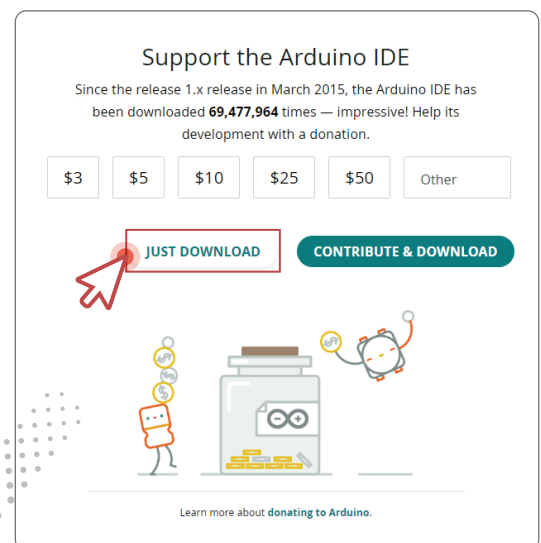 Support the Arduino IDE
Since the release 1.x release in March 2015, the Arduino IDE has
been downloaded 69,477,964 times — impressive! Help its
development with a donation.
$3 $5 $10 $25 $50 Other
JUST DOWNLOAD CONTRIBUTE & DOWNLOAD
Learn more about donating to Arduino.